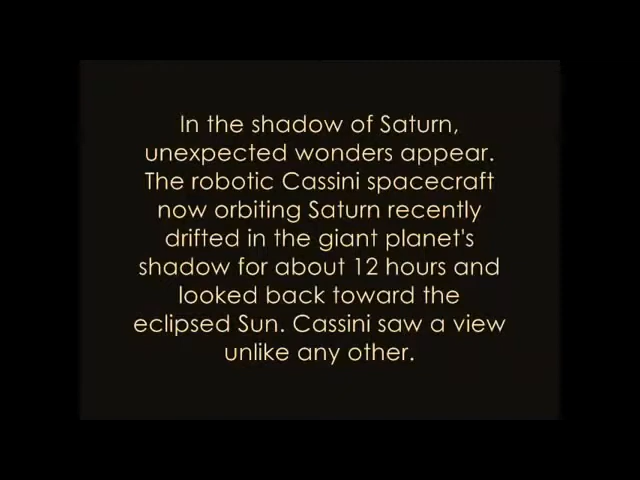 In the shadow of Saturn,
unexpected wonders appear.
The robotic Cassini spacecraft
now orbiting Saturn recently
drifted in the giant planet's
shadow for about 12 hours and
looked back toward the
eclipsed Sun. Cassini saw a view
unlike any other.